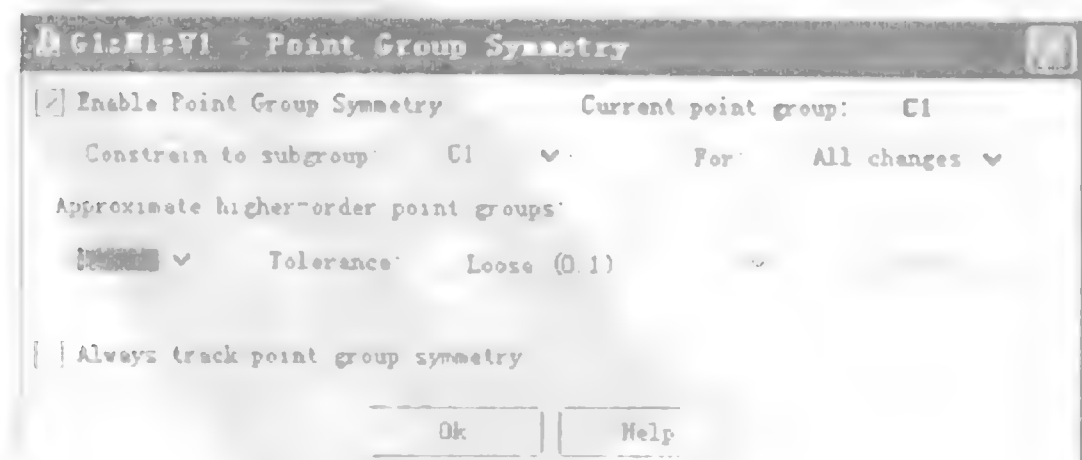 G1:M1:V1 - Point Group Symmetry
Enable Point Group Symmetry Current point group: C1
Constrain to subgroup: C1 For: All changes
Approximate higher-order point groups:
Tolerance: Loose (0.1)
Always track point group symmetry
Ok Help